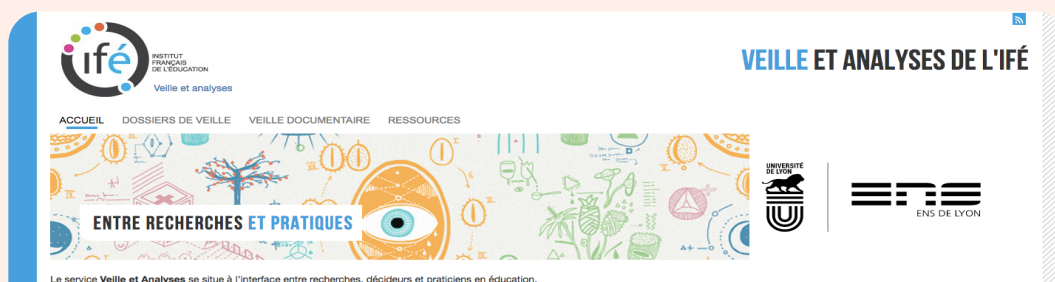 ifé
INSTITUT
FRANÇAIS
DE L'ÉDUCATION
Veille et analyses
VEILLE ET ANALYSES DE L'IFÉ
ACCUEIL DOSSIERS DE VEILLE VEILLE DOCUMENTAIRE RESSOURCES
ENTRE RECHERCHES ET PRATIQUES
UNIVERSITÉ
DE LYON
ENS
ENS DE LYON
Le service Veille et Analyses se situe à l'interface entre recherches, décideurs et praticiens en éducation.